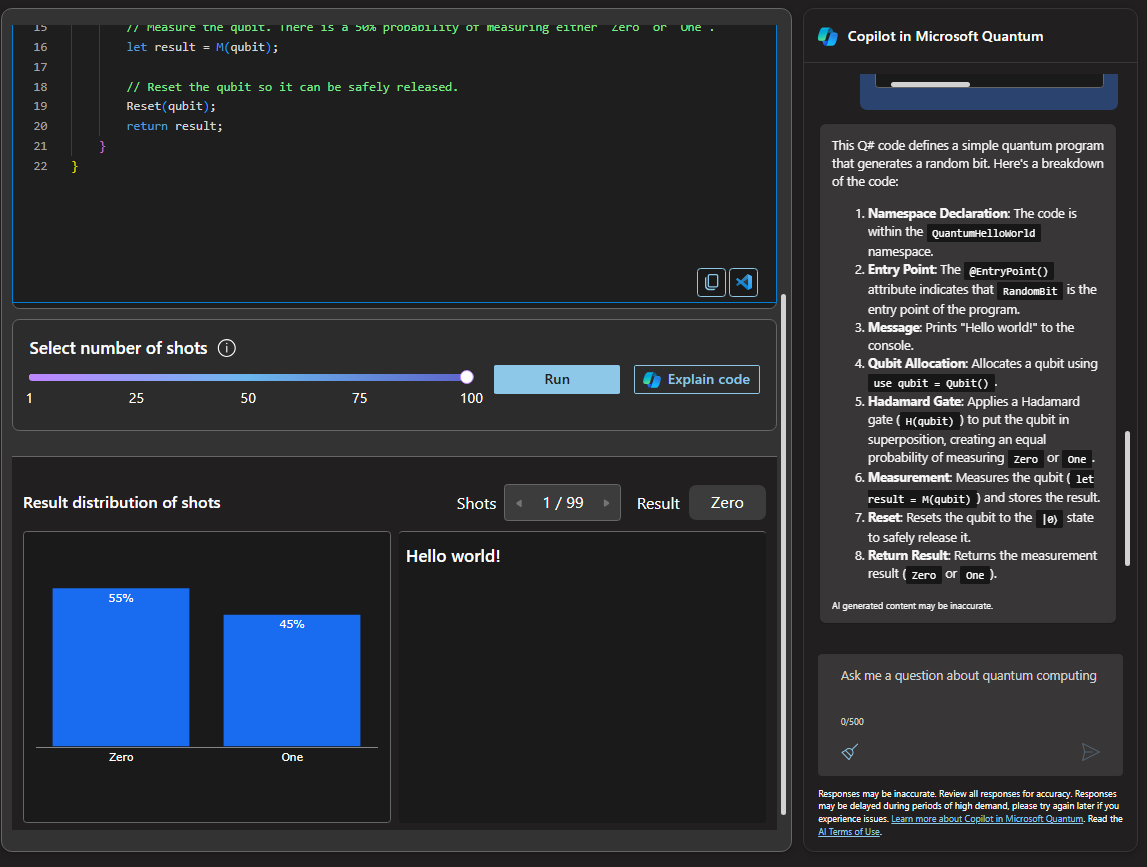 15 // Measure the qubit. There is a 50% probability of measuring either `Zero` or `One`.
16 let result = M(qubit);
17
18 // Reset the qubit so it can be safely released.
19 Reset(qubit);
20 return result;
21 }
22 }
Select number of shots
1 25 50 75 100
Run
Explain code
Result distribution of shots
Shots 1 / 99 Result Zero
55%
45%
Zero One
Hello world!
Copilot in Microsoft Quantum
This Q# code defines a simple quantum program
that generates a random bit. Here's a breakdown
of the code:
1. Namespace Declaration: The code is
within the QuantumHelloWorld
namespace.
2. Entry Point: The @EntryPoint()
attribute indicates that RandomBit is the
entry point of the program.
3. Message: Prints "Hello world!" to the
console.
4. Qubit Allocation: Allocates a qubit using
use qubit = Qubit() .
5. Hadamard Gate: Applies a Hadamard
gate ( H(qubit) ) to put the qubit in
superposition, creating an equal
probability of measuring Zero or One .
6. Measurement: Measures the qubit ( let
result = M(qubit) ) and stores the result.
7. Reset: Resets the qubit to the |0⟩ state
to safely release it.
8. Return Result: Returns the measurement
result ( Zero or One ).
AI generated content may be inaccurate.
Ask me a question about quantum computing
0/500
Responses may be inaccurate. Review all responses for accuracy. Responses
may be delayed during periods of high demand, please try again later if you
experience issues. Learn more about Copilot in Microsoft Quantum. Read the
AI Terms of Use.